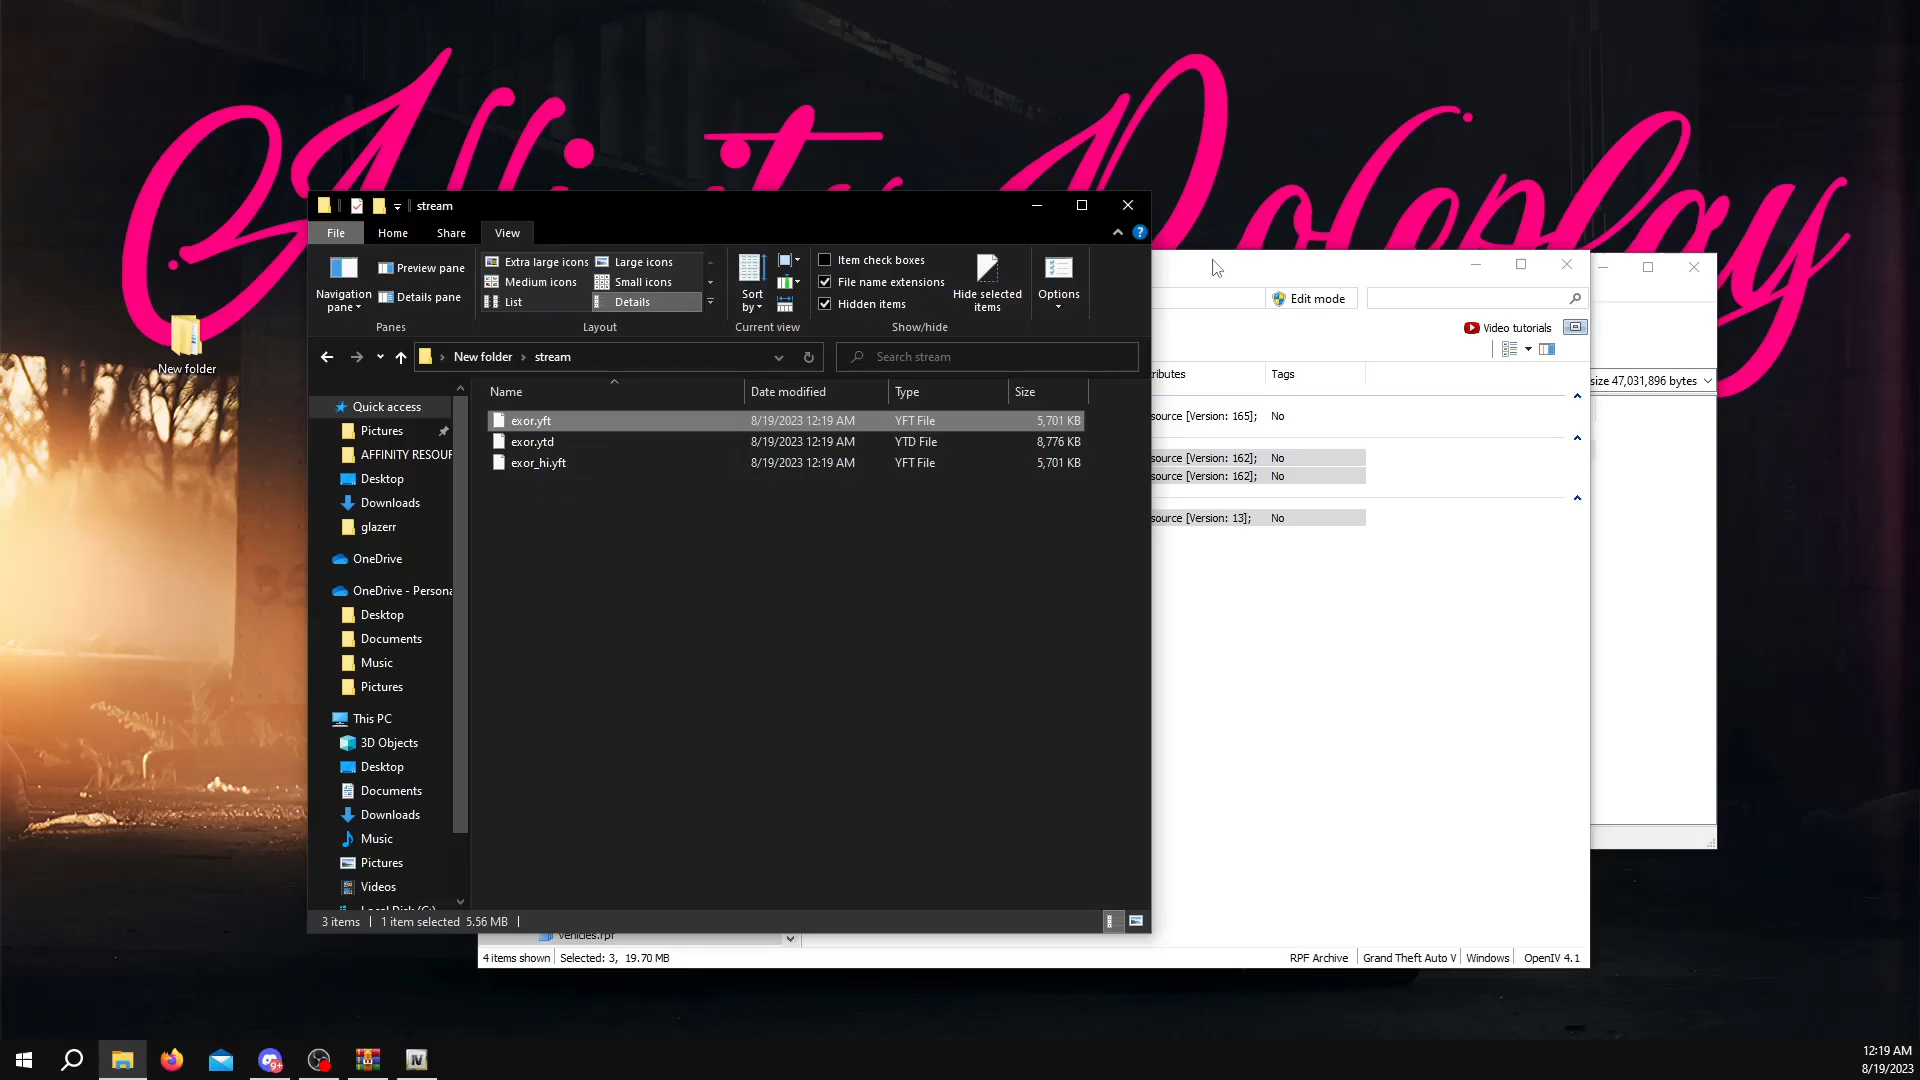 Affinity Roleplay
New folder
stream
File Home Share View
Navigation pane
Preview pane
Details pane
Panes
Extra large icons Large icons
Medium icons Small icons
List Details
Layout
Sort by
Current view
Item check boxes
File name extensions
Hidden items
Hide selected items
Show/hide
Options
New folder stream
Search stream
Quick access
Pictures
AFFINITY RESOUR
Desktop
Downloads
glazerr
OneDrive
OneDrive - Persona
Desktop
Documents
Music
Pictures
This PC
3D Objects
Desktop
Documents
Downloads
Music
Pictures
Videos
Name Date modified Type Size
exor.yft 8/19/2023 12:19 AM YFT File 5,701 KB
exor.ytd 8/19/2023 12:19 AM YTD File 8,776 KB
exor_hi.yft 8/19/2023 12:19 AM YFT File 5,701 KB
3 items 1 item selected 5.56 MB
Edit mode
Video tutorials
ributes Tags
source [Version: 165]; No
source [Version: 162]; No
source [Version: 162]; No
source [Version: 13]; No
size 47,031,896 bytes
vehicles.rpf
4 items shown Selected: 3, 19.70 MB
RPF Archive Grand Theft Auto V Windows OpenIV 4.1
9+
IV
12:19 AM
8/19/2023